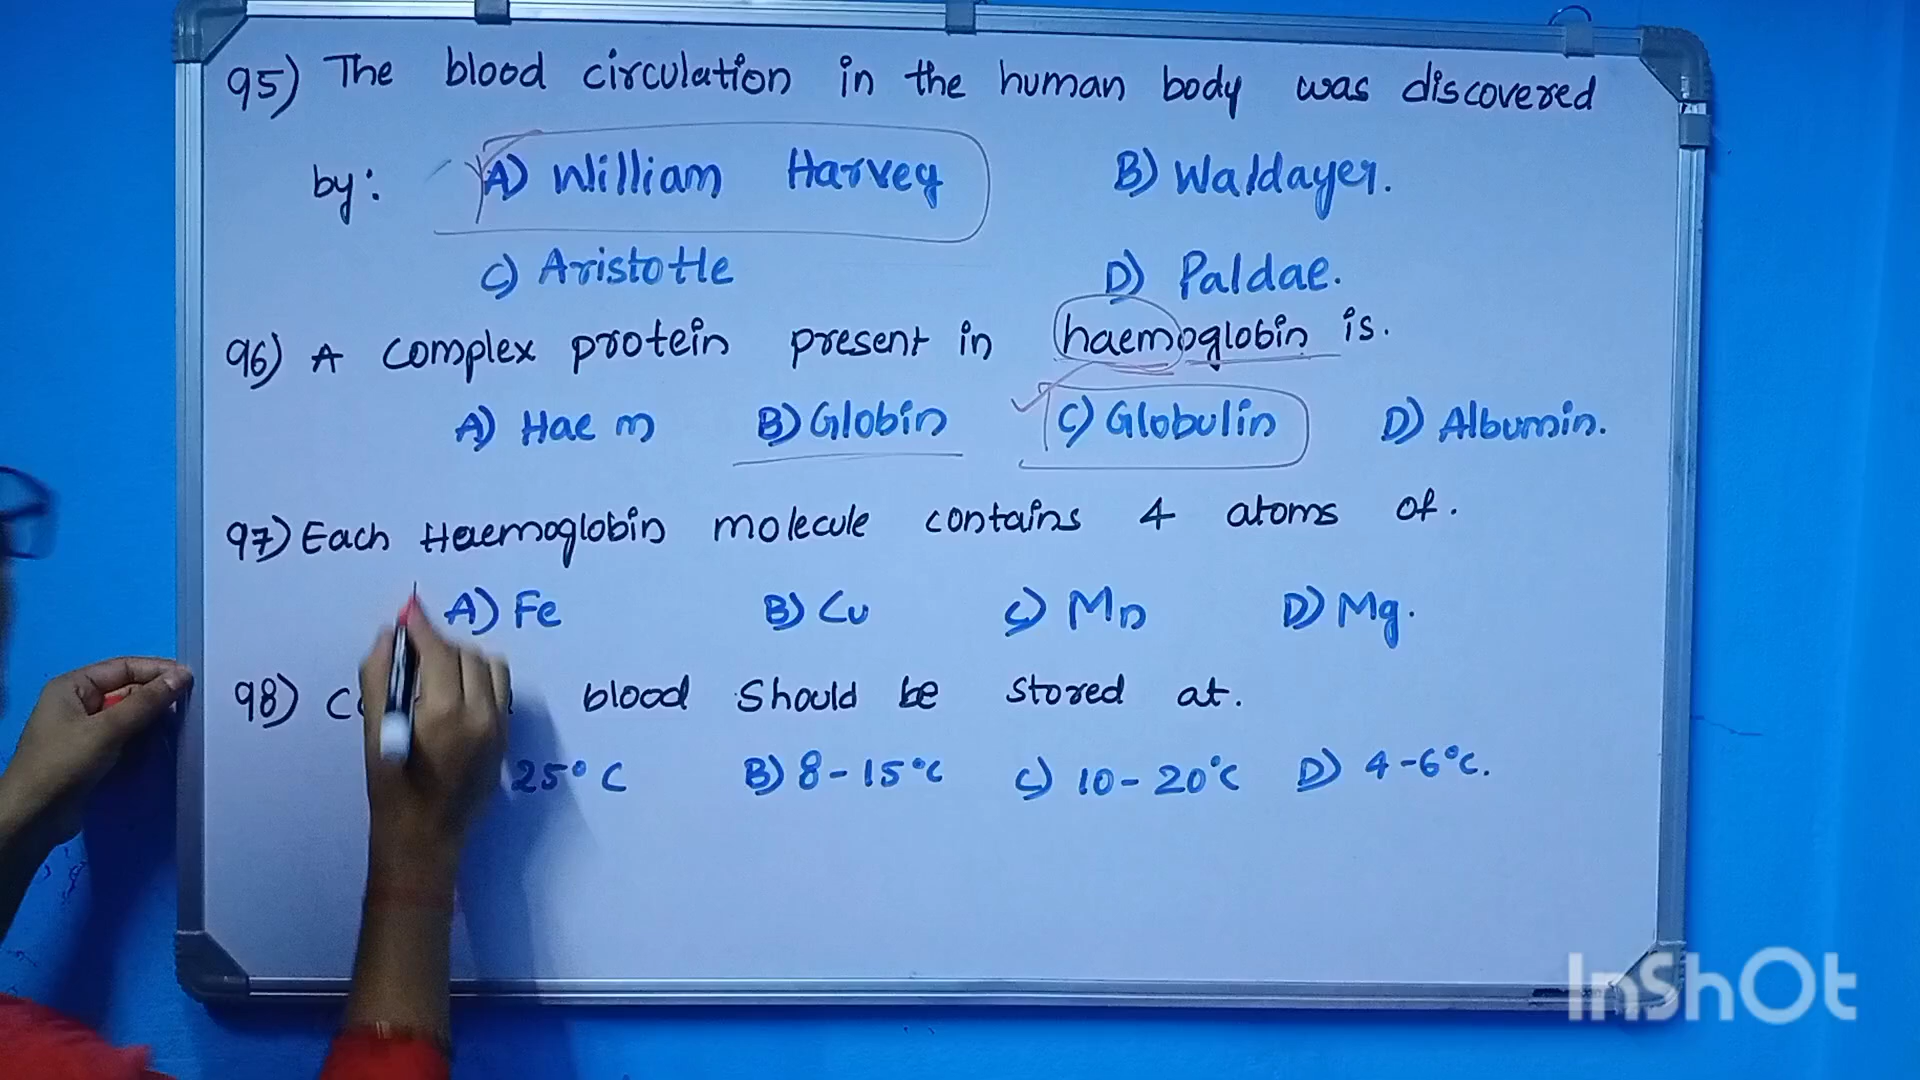 95) The blood circulation in the human body was discovered
by: A) William Harvey B) Waldayer.
C) Aristotle D) Paldae.
96) A complex protein present in haemoglobin is.
A) Haem B) Globin C) Globulin D) Albumin.
97) Each Haemoglobin molecule contains 4 atoms of.
A) Fe B) Cu C) Mn D) Mg.
98) blood Should be stored at.
25°C B) 8-15°C C) 10-20°C D) 4-6°C.
InShOt